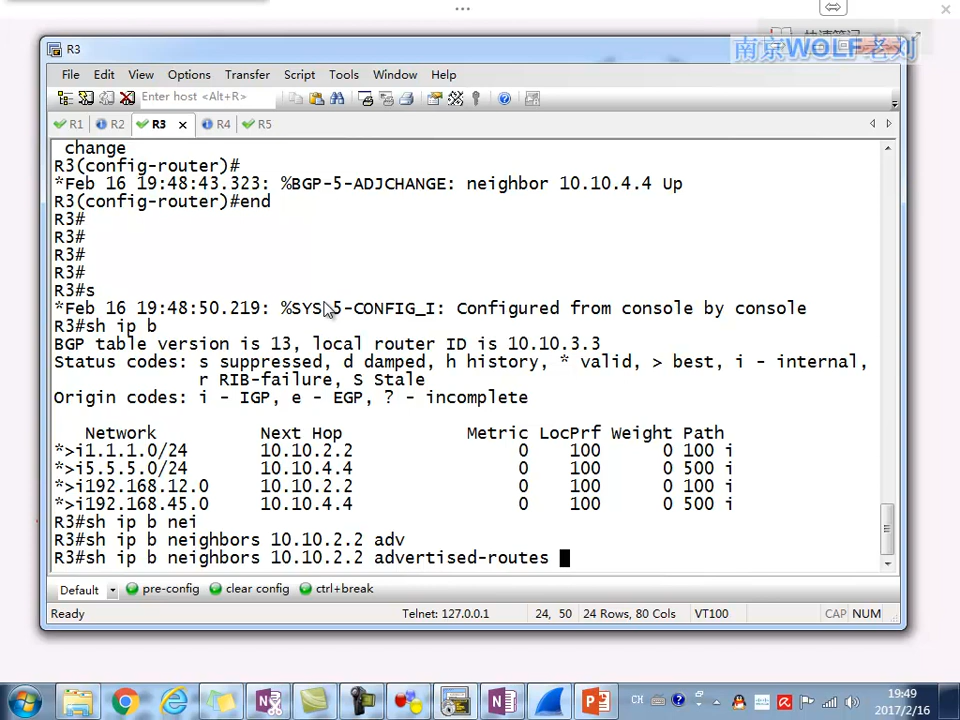 R3
南京WOLF老刘
File Edit View Options Transfer Script Tools Window Help
Enter host <Alt+R>
R1 R2 R3 R4 R5
change
R3(config-router)#
*Feb 16 19:48:43.323: %BGP-5-ADJCHANGE: neighbor 10.10.4.4 Up
R3(config-router)#end
R3#
R3#
R3#
R3#
R3#s
*Feb 16 19:48:50.219: %SYS-5-CONFIG_I: Configured from console by console
R3#sh ip b
BGP table version is 13, local router ID is 10.10.3.3
Status codes: s suppressed, d damped, h history, * valid, > best, i - internal,
r RIB-failure, S Stale
Origin codes: i - IGP, e - EGP, ? - incomplete
Network Next Hop Metric LocPrf Weight Path
*>i1.1.1.0/24 10.10.2.2 0 100 0 100 i
*>i5.5.5.0/24 10.10.4.4 0 100 0 500 i
*>i192.168.12.0 10.10.2.2 0 100 0 100 i
*>i192.168.45.0 10.10.4.4 0 100 0 500 i
R3#sh ip b nei
R3#sh ip b neighbors 10.10.2.2 adv
R3#sh ip b neighbors 10.10.2.2 advertised-routes
Default pre-config clear config ctrl+break
Ready Telnet: 127.0.0.1 24, 50 24 Rows, 80 Cols VT100 CAP NUM
CH 19:49
2017/2/16